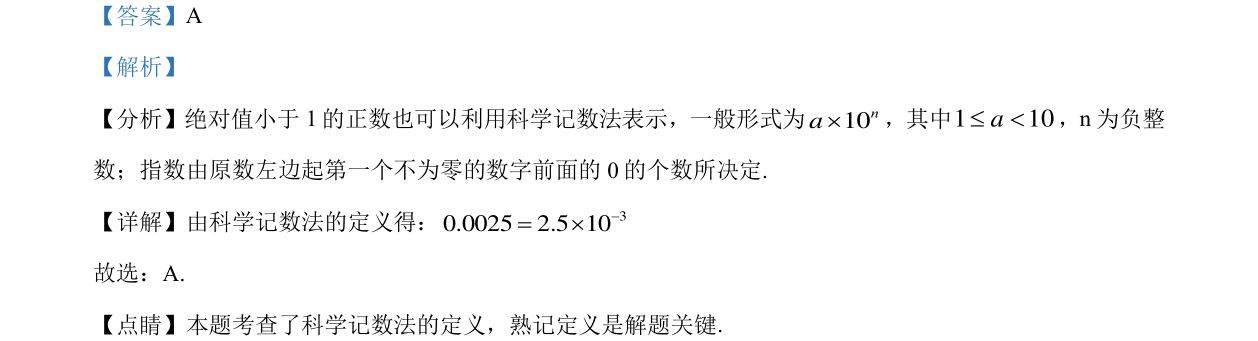 【答案】A
【解析】
【分析】绝对值小于 1 的正数也可以利用科学记数法表示，一般形式为 a×10ⁿ，其中1≤a<10，n 为负整
数；指数由原数左边起第一个不为零的数字前面的 0 的个数所决定.
【详解】由科学记数法的定义得：0.0025=2.5×10⁻³
故选：A.
【点睛】本题考查了科学记数法的定义，熟记定义是解题关键.